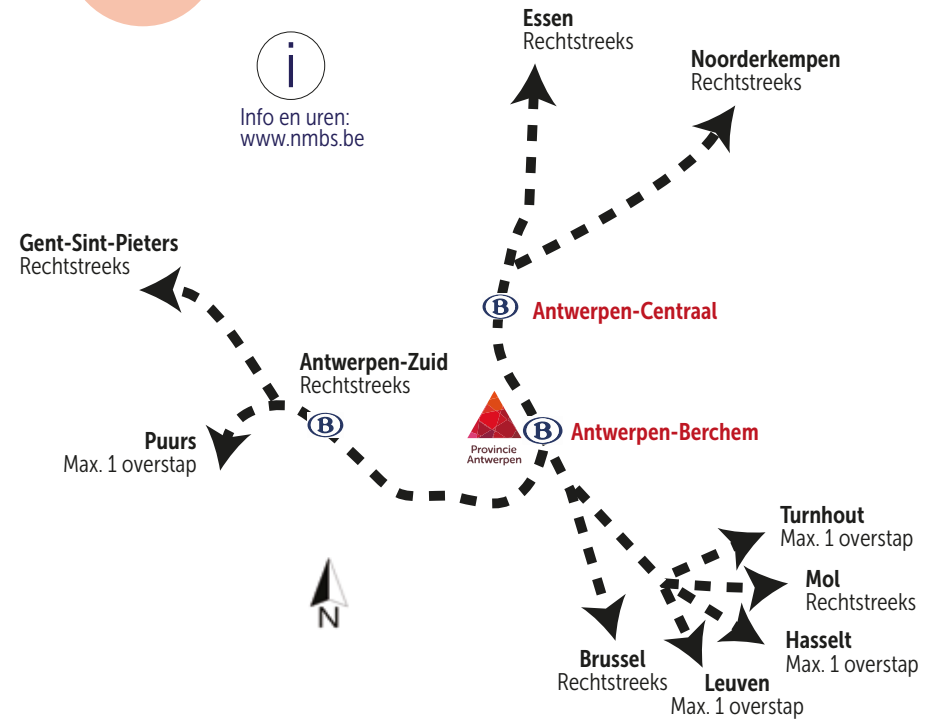 Essen
Rechtstreeks
Noorderkempen
Rechtstreeks
i
Info en uren:
www.nmbs.be
Gent-Sint-Pieters
Rechtstreeks
B
Antwerpen-Centraal
Antwerpen-Zuid
Rechtstreeks
B
Puurs
Max. 1 overstap
Provincie
Antwerpen
B
Antwerpen-Berchem
Turnhout
Max. 1 overstap
Mol
Rechtstreeks
Hasselt
Max. 1 overstap
N
Brussel
Rechtstreeks
Leuven
Max. 1 overstap